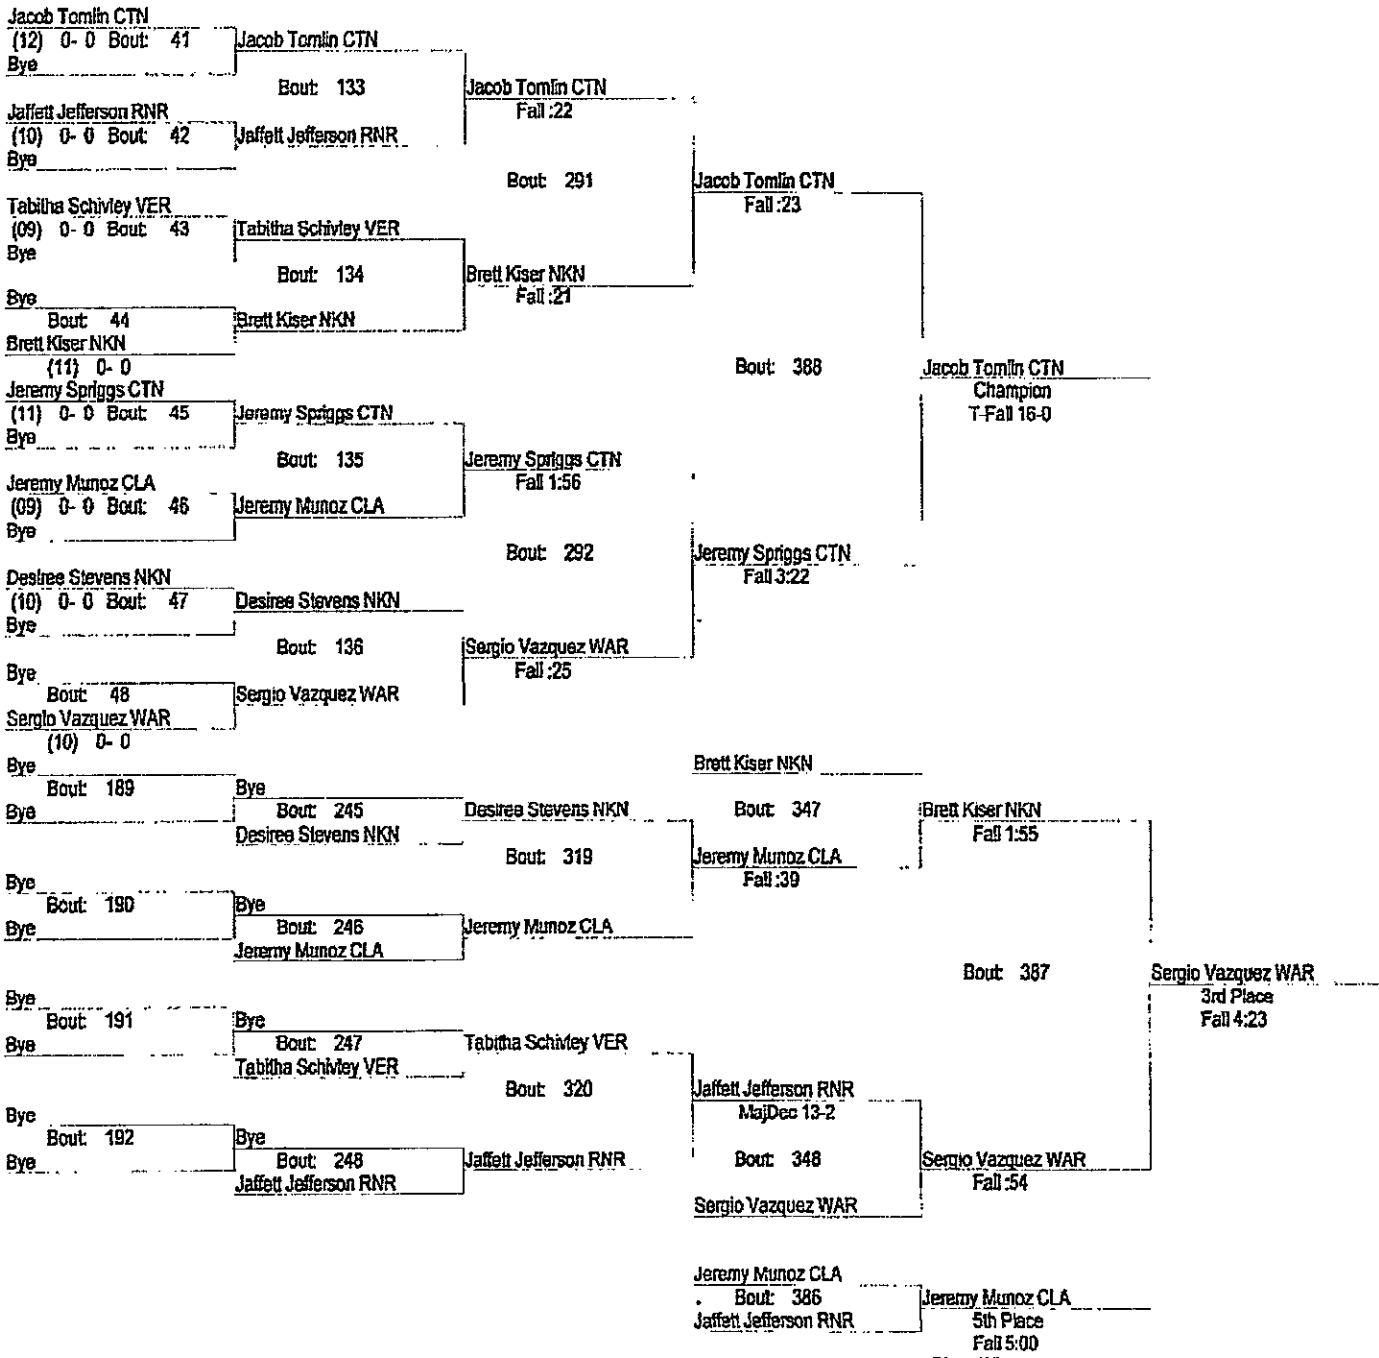 Jacob Tomlin CTN
(12) 0- 0 Bout: 41
Bye
Jacob Tomlin CTN
Bout: 133
Jaffett Jefferson RNR
(10) 0- 0 Bout: 42
Bye
Jaffett Jefferson RNR
Jacob Tomlin CTN
Fall :22
Bout: 291
Tabitha Schivley VER
(09) 0- 0 Bout: 43
Bye
Tabitha Schivley VER
Bout: 134
Bye
Bout: 44
Brett Kiser NKN
(11) 0- 0
Brett Kiser NKN
Brett Kiser NKN
Fall :21
Jacob Tomlin CTN
Fall :23
Bout: 388
Jeremy Spriggs CTN
(11) 0- 0 Bout: 45
Bye
Jeremy Spriggs CTN
Bout: 135
Jeremy Munoz CLA
(09) 0- 0 Bout: 46
Bye
Jeremy Munoz CLA
Jeremy Spriggs CTN
Fall 1:56
Bout: 292
Desiree Stevens NKN
(10) 0- 0 Bout: 47
Bye
Desiree Stevens NKN
Bout: 136
Bye
Bout: 48
Sergio Vazquez WAR
(10) 0- 0
Sergio Vazquez WAR
Sergio Vazquez WAR
Fall :25
Jeremy Spriggs CTN
Fall 3:22
Jacob Tomlin CTN
Champion
T-Fall 16-0
Bye
Bout: 189
Bye
Bye
Bout: 245
Desiree Stevens NKN
Desiree Stevens NKN
Bout: 319
Bye
Bout: 190
Bye
Bye
Bout: 246
Jeremy Munoz CLA
Jeremy Munoz CLA
Brett Kiser NKN
Bout: 347
Jeremy Munoz CLA
Fall :39
Brett Kiser NKN
Fall 1:55
Bout: 387
Bye
Bout: 191
Bye
Bye
Bout: 247
Tabitha Schivley VER
Tabitha Schivley VER
Bout: 320
Bye
Bout: 192
Bye
Bye
Bout: 248
Jaffett Jefferson RNR
Jaffett Jefferson RNR
Jaffett Jefferson RNR
MajDec 13-2
Bout: 348
Sergio Vazquez WAR
Sergio Vazquez WAR
Fall :54
Sergio Vazquez WAR
3rd Place
Fall 4:23
Jeremy Munoz CLA
Bout: 386
Jaffett Jefferson RNR
Jeremy Munoz CLA
5th Place
Fall 5:00